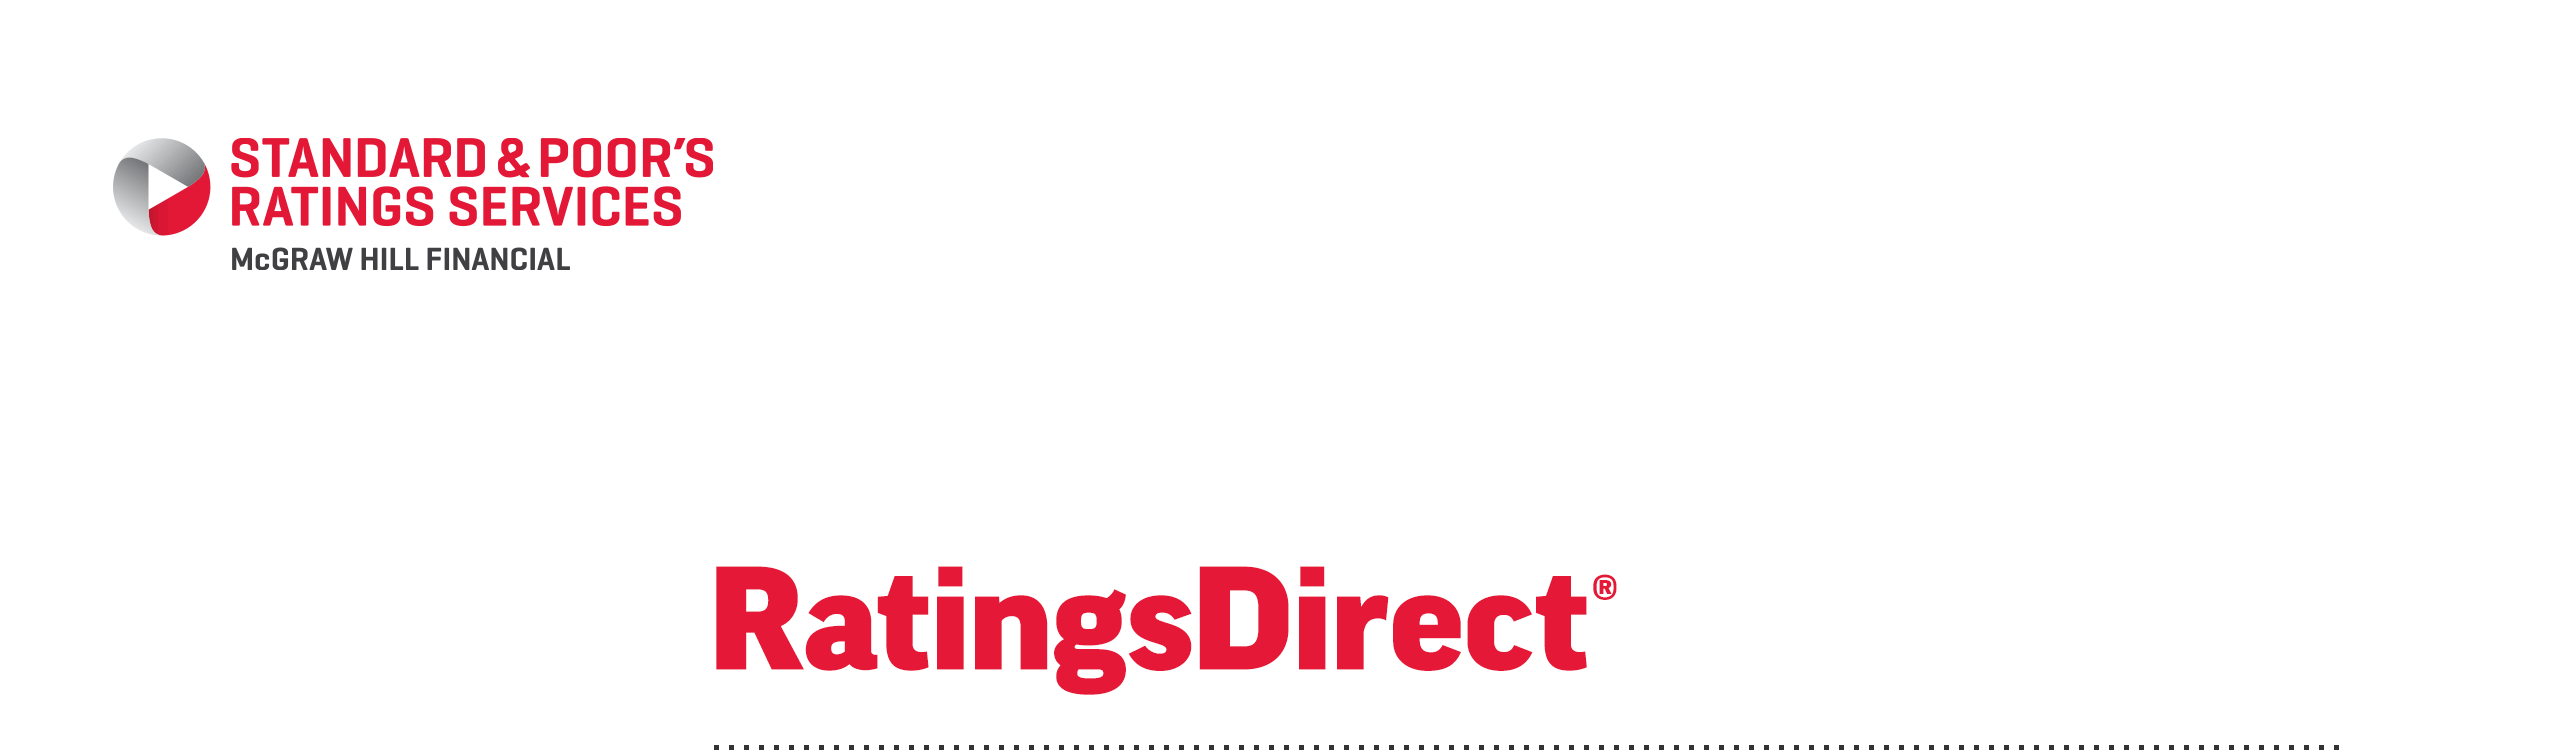 STANDARD & POOR'S
RATINGS SERVICES
McGRAW HILL FINANCIAL
RatingsDirect®